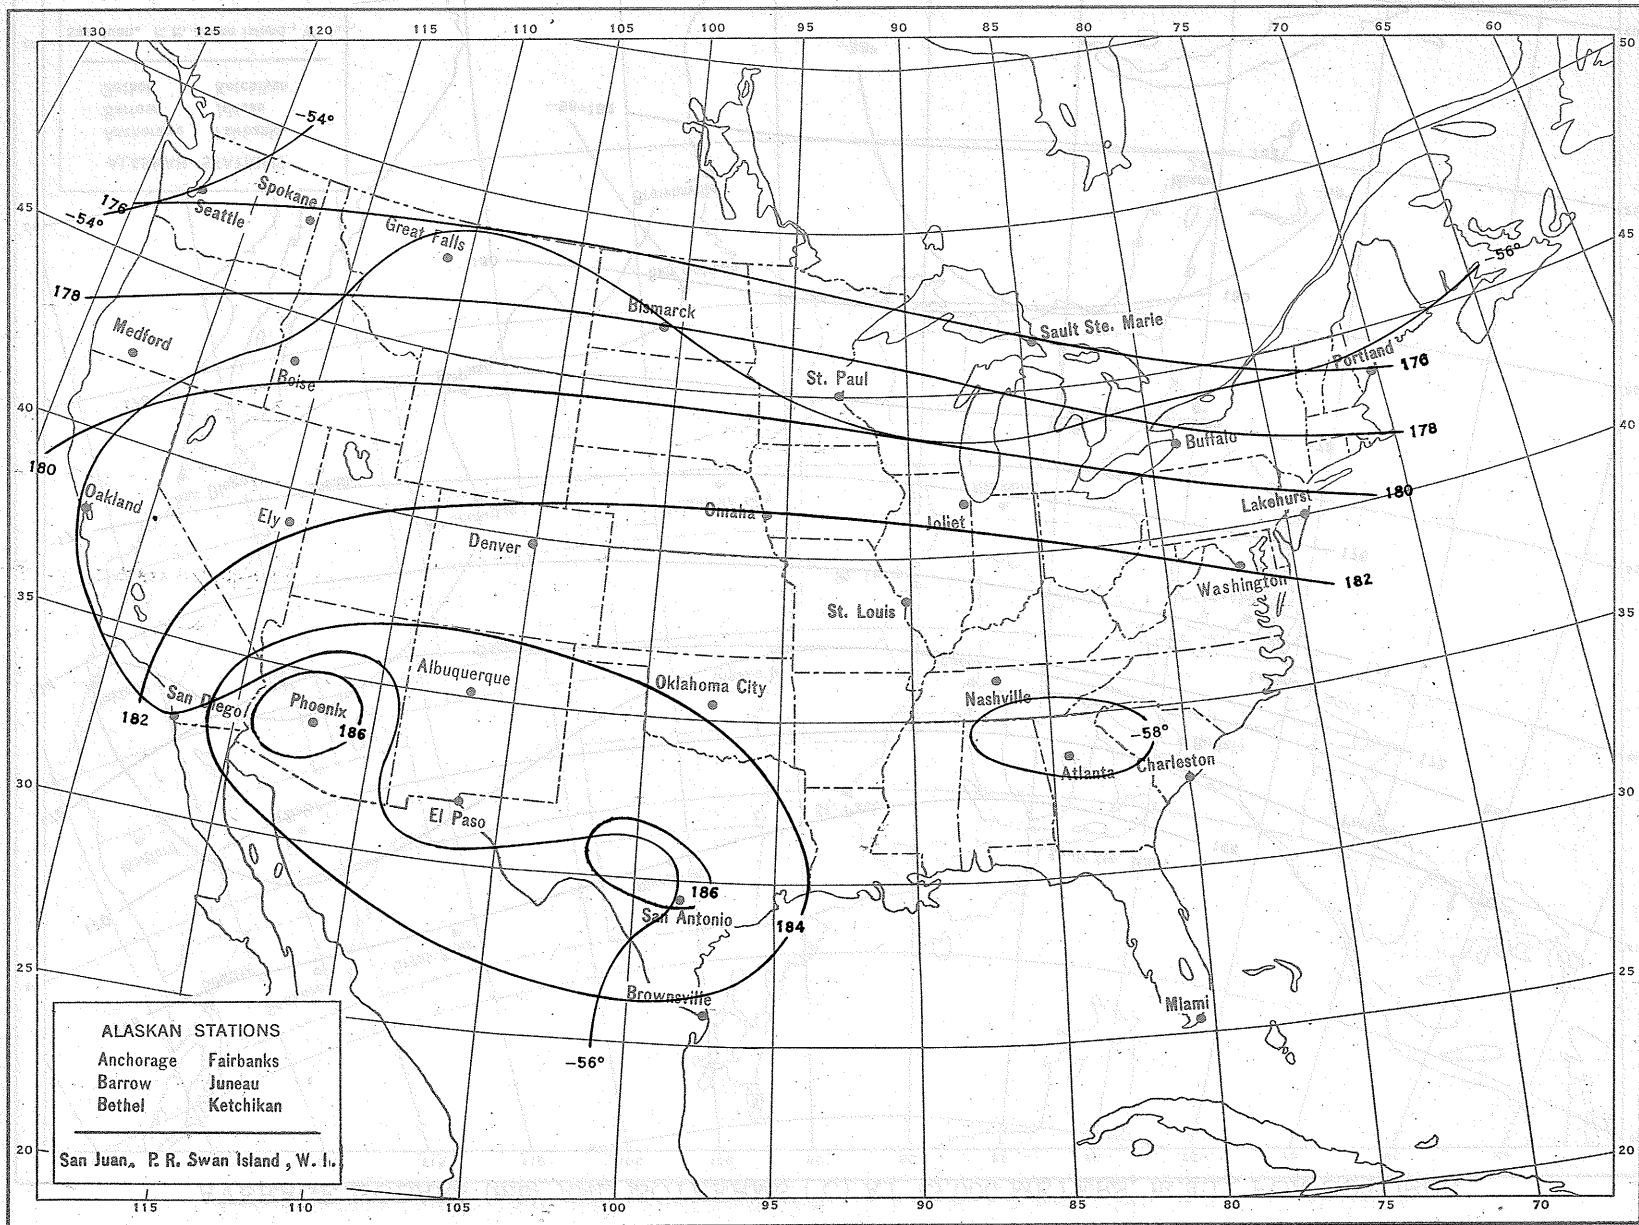 130 125 120 115 110 105 100 95 90 85 80 75 70 65 60
50
-54°
Spokane
176
Seattle
-54°
45
Great Falls
45
-56°
178
Bismarck
Sault Ste. Marie
Medford
Portland
176
Boise
St. Paul
40
178
40
Buffalo
180
180
Oakland
Lakehurst
Ely
Omaha
Joliet
Denver
182
Washington
35
St. Louis
35
Albuquerque
Oklahoma City
San Diego
Phoenix
Nashville
182
186
-58°
Atlanta
Charleston
30
30
El Paso
186
San Antonio
184
25
25
Brownsville
Miami
-56°
ALASKAN STATIONS
Anchorage Fairbanks
Barrow Juneau
Bethel Ketchikan
San Juan, P. R. Swan Island, W. I.
20
20
115 110 105 100 95 90 85 80 75 70